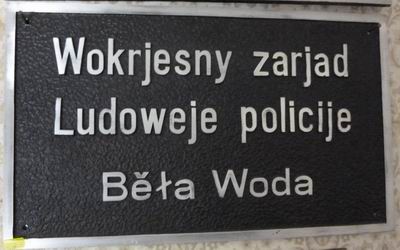 Wokrjesny zarjad
Ludoweje policije
Běła Woda